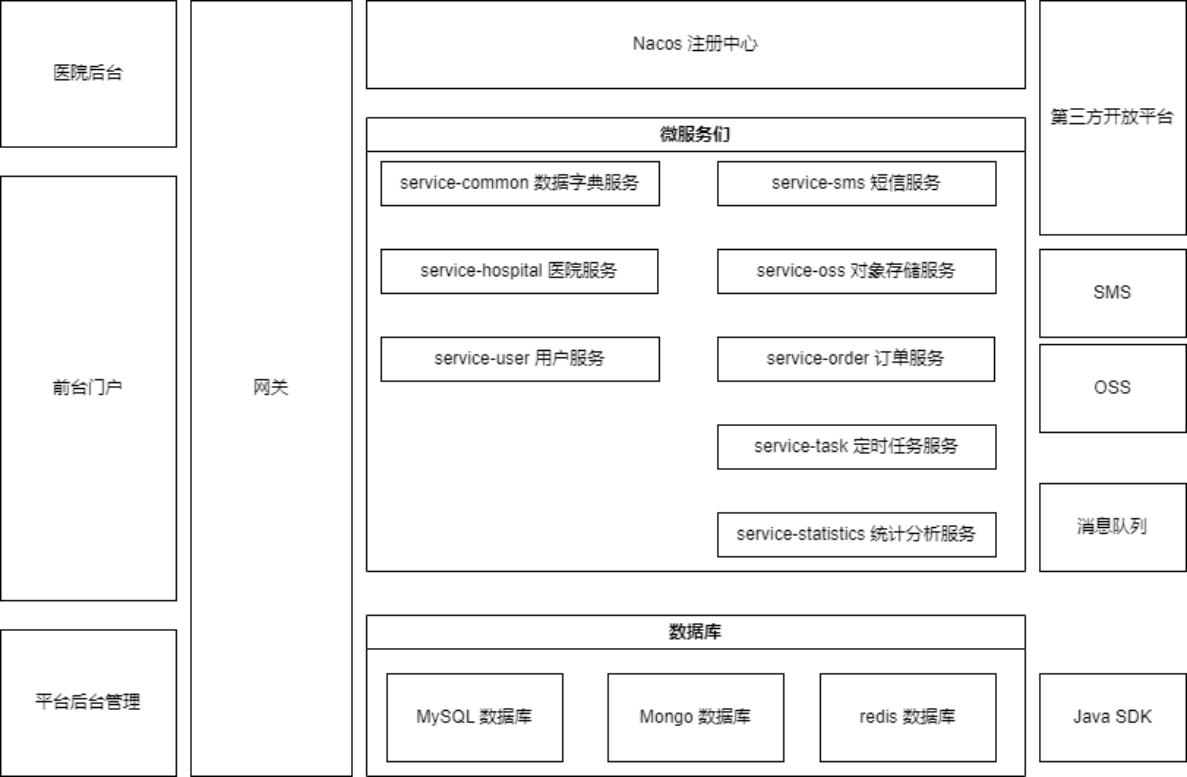 医院后台
前台门户
平台后台管理
网关
Nacos 注册中心
微服务们
service-common 数据字典服务
service-sms 短信服务
service-hospital 医院服务
service-oss 对象存储服务
service-user 用户服务
service-order 订单服务
service-task 定时任务服务
service-statistics 统计分析服务
数据库
MySQL 数据库
Mongo 数据库
redis 数据库
第三方开放平台
SMS
OSS
消息队列
Java SDK